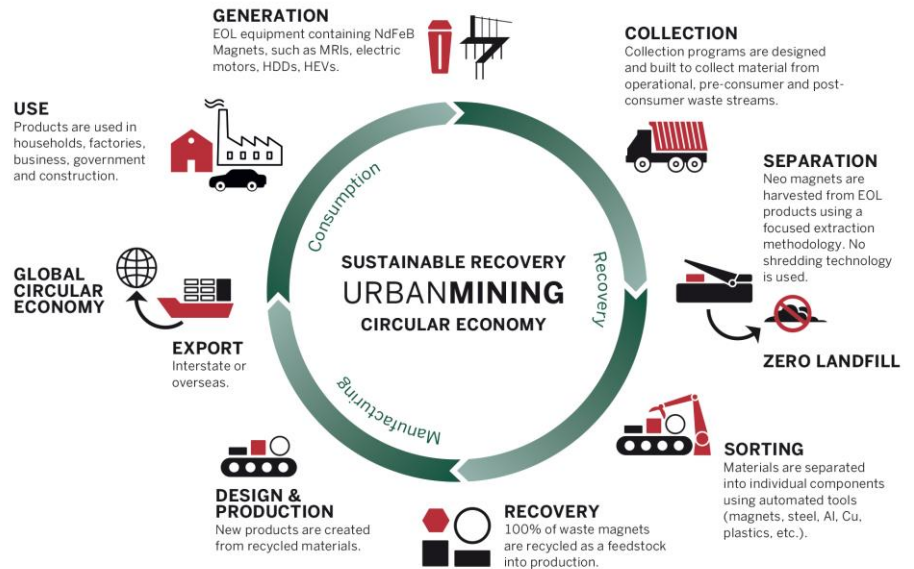 GENERATION
EOL equipment containing NdFeB
Magnets, such as MRIs, electric
motors, HDDs, HEVs.
COLLECTION
Collection programs are designed
and built to collect material from
operational, pre-consumer and post-
consumer waste streams.
USE
Products are used in
households, factories,
business, government
and construction.
SEPARATION
Neo magnets are
harvested from EOL
products using a
focused extraction
methodology. No
shredding technology
is used.
Consumption
Recovery
Manufacturing
SUSTAINABLE RECOVERY
URBANMINING
CIRCULAR ECONOMY
GLOBAL
CIRCULAR
ECONOMY
EXPORT
Interstate or
overseas.
ZERO LANDFILL
SORTING
Materials are separated
into individual components
using automated tools
(magnets, steel, Al, Cu,
plastics, etc.).
DESIGN &
PRODUCTION
New products are created
from recycled materials.
RECOVERY
100% of waste magnets
are recycled as a feedstock
into production.